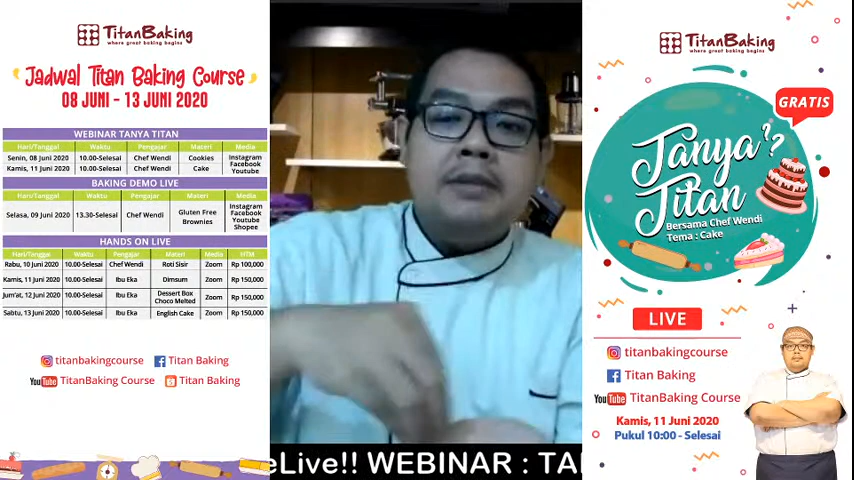 TitanBaking
where great baking begins
Jadwal Titan Baking Course
08 JUNI - 13 JUNI 2020
WEBINAR TANYA TITAN
Hari/Tanggal Waktu Pengajar Materi Media
Senin, 08 Juni 2020 10.00-Selesai Chef Wendi Cookies Instagram
Facebook
Youtube
Kamis, 11 Juni 2020 10.00-Selesai Chef Wendi Cake
BAKING DEMO LIVE
Hari/Tanggal Waktu Pengajar Materi Media
Selasa, 09 Juni 2020 13.30-Selesai Chef Wendi Gluten Free
Brownies
Instagram
Facebook
Youtube
Shopee
HANDS ON LIVE
Hari/Tanggal Waktu Pengajar Materi Media HTM
Rabu, 10 Juni 2020 10.00-Selesai Chef Wendi Roti Sisir Zoom Rp 100,000
Kamis, 11 Juni 2020 10.00-Selesai Ibu Eka Dimsum Zoom Rp 150,000
Jum'at, 12 Juni 2020 10.00-Selesai Ibu Eka Dessert Box
Choco Melted Zoom Rp 150,000
Sabtu, 13 Juni 2020 10.00-Selesai Ibu Eka English Cake Zoom Rp 150,000
titanbakingcourse Titan Baking
YouTube TitanBaking Course Titan Baking
eLive!! WEBINAR : TA
TitanBaking
where great baking begins
GRATIS
Tanya?
Titan
Bersama Chef Wendi
Tema : Cake
LIVE
titanbakingcourse
Titan Baking
YouTube TitanBaking Course
Kamis, 11 Juni 2020
Pukul 10:00 - Selesai